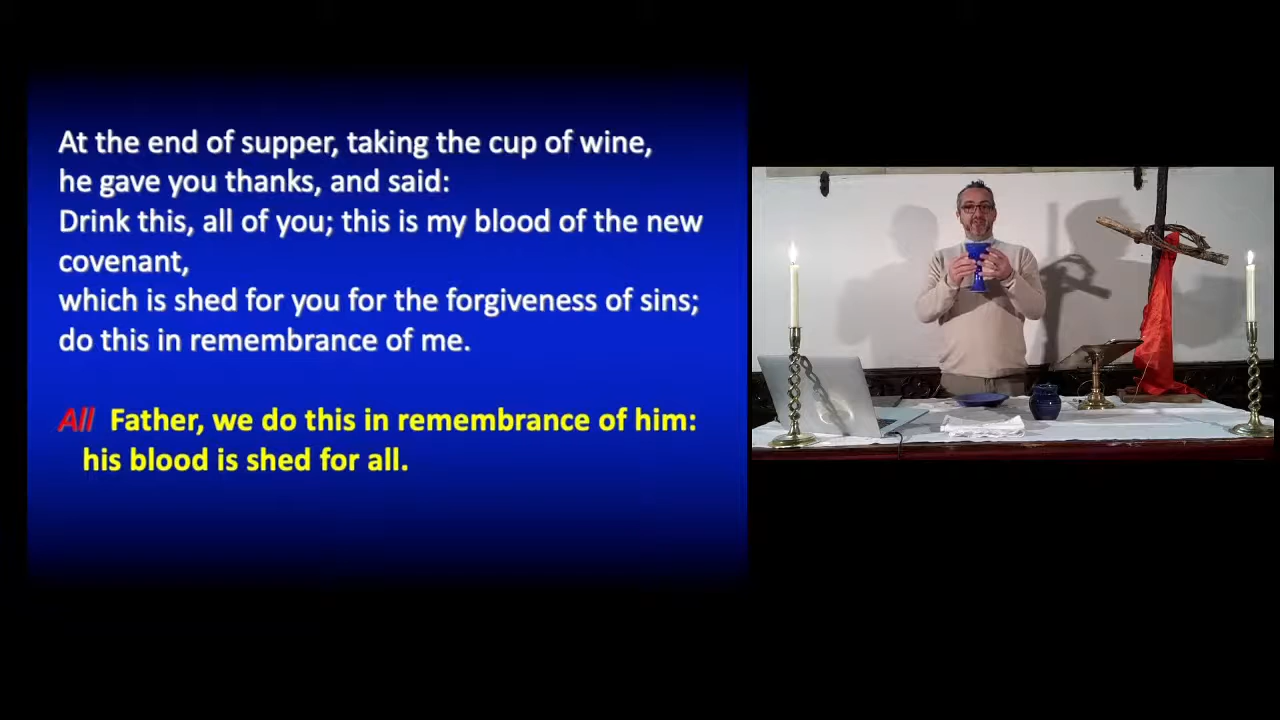 At the end of supper, taking the cup of wine,
he gave you thanks, and said:
Drink this, all of you; this is my blood of the new
covenant,
which is shed for you for the forgiveness of sins;
do this in remembrance of me.
All Father, we do this in remembrance of him:
his blood is shed for all.